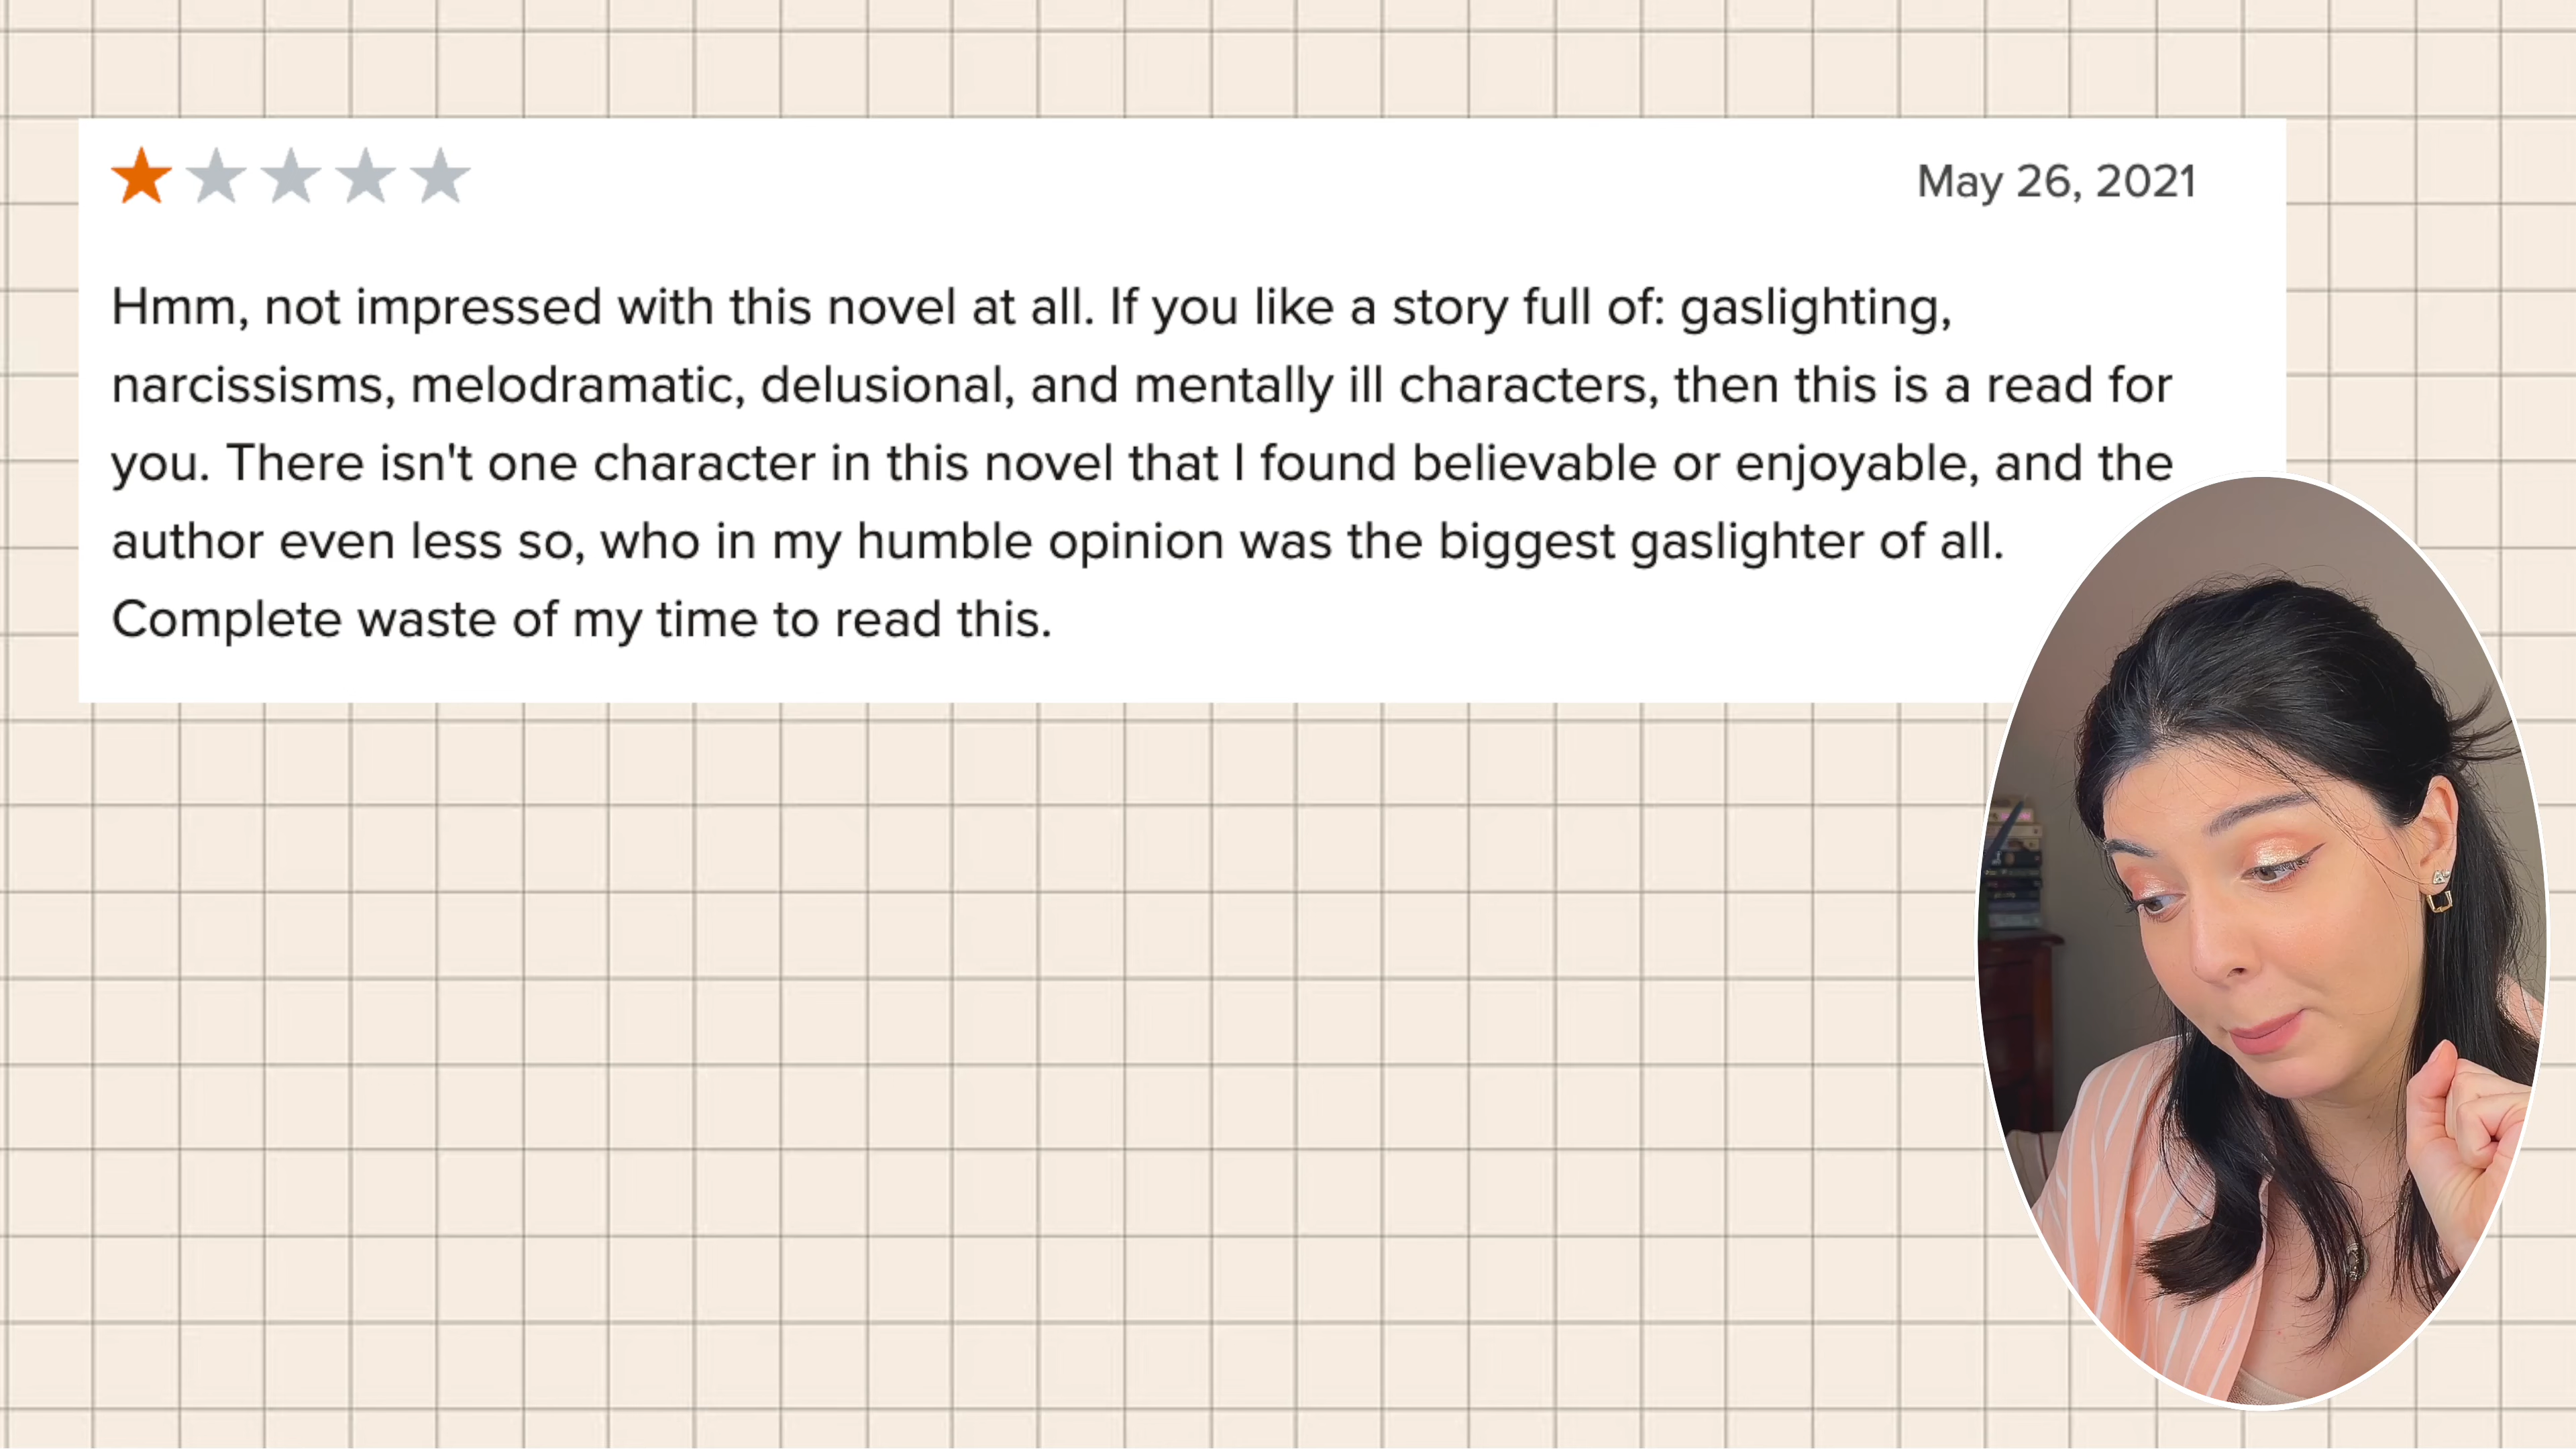 May 26, 2021
Hmm, not impressed with this novel at all. If you like a story full of: gaslighting,
narcissisms, melodramatic, delusional, and mentally ill characters, then this is a read for
you. There isn't one character in this novel that I found believable or enjoyable, and the
author even less so, who in my humble opinion was the biggest gaslighter of all.
Complete waste of my time to read this.